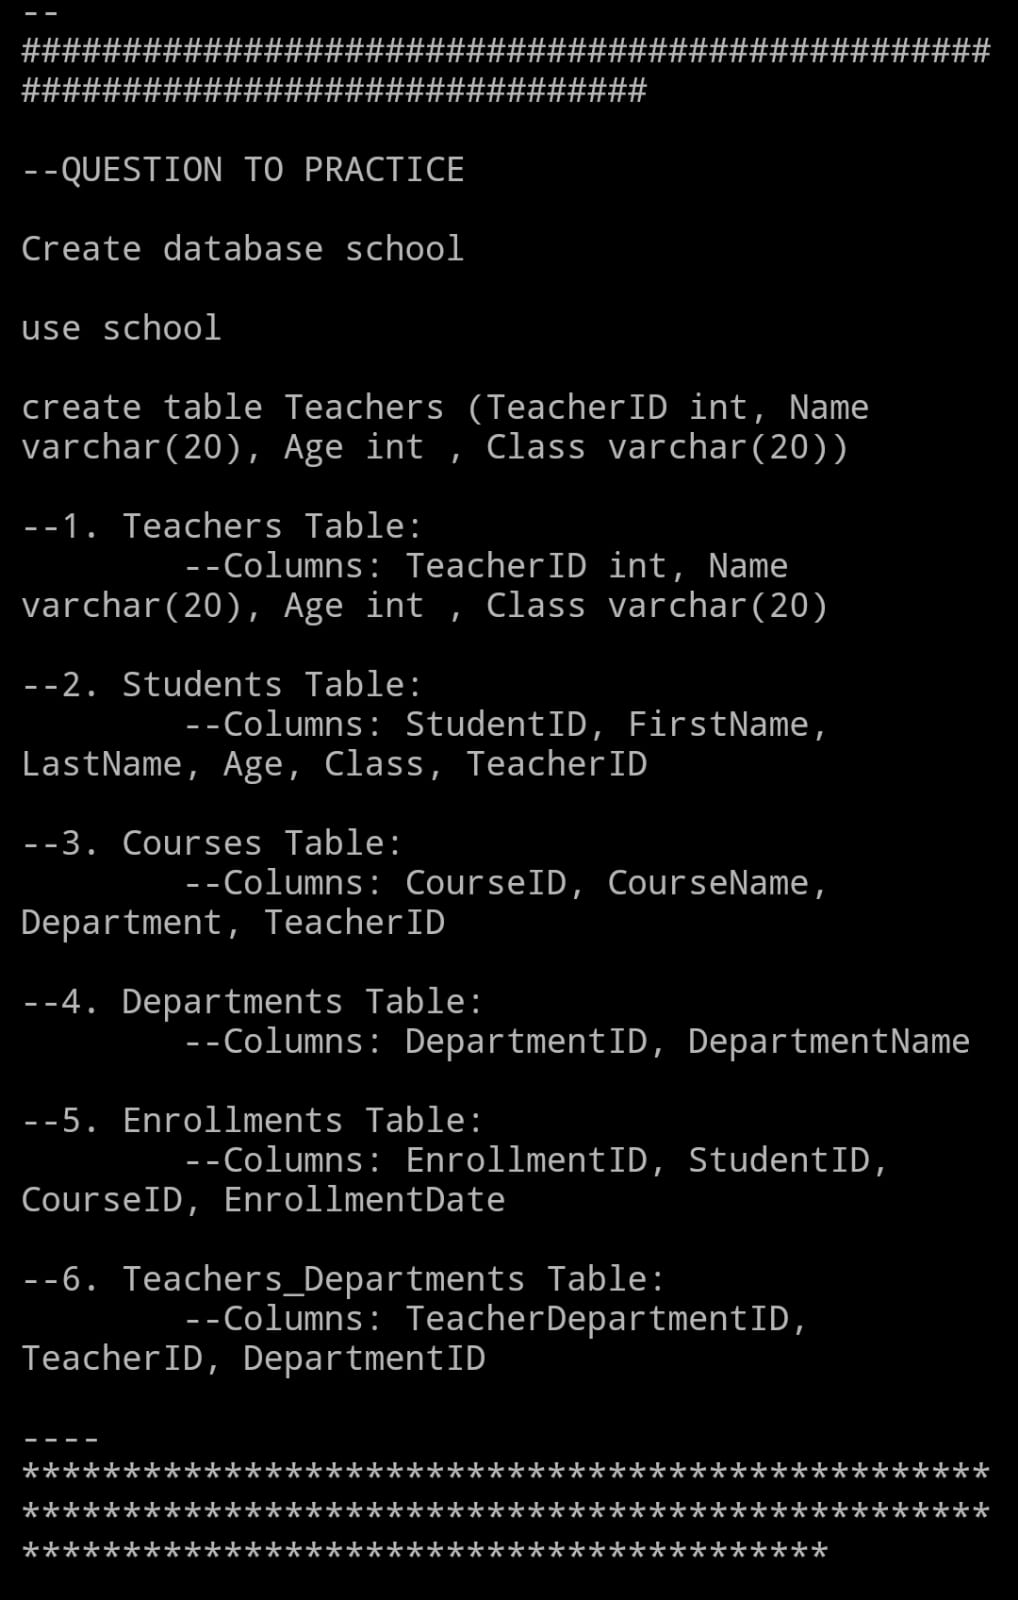 --
################################################
###############################
--QUESTION TO PRACTICE
Create database school
use school
create table Teachers (TeacherID int, Name
varchar(20), Age int , Class varchar(20))
--1. Teachers Table:
--Columns: TeacherID int, Name
varchar(20), Age int , Class varchar(20)
--2. Students Table:
--Columns: StudentID, FirstName,
LastName, Age, Class, TeacherID
--3. Courses Table:
--Columns: CourseID, CourseName,
Department, TeacherID
--4. Departments Table:
--Columns: DepartmentID, DepartmentName
--5. Enrollments Table:
--Columns: EnrollmentID, StudentID,
CourseID, EnrollmentDate
--6. Teachers_Departments Table:
--Columns: TeacherDepartmentID,
TeacherID, DepartmentID
----
************************************************
************************************************
****************************************